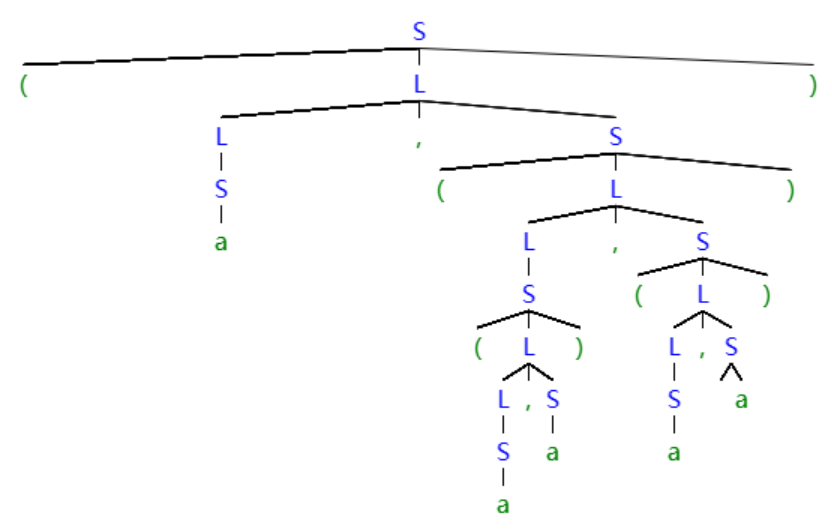 S
( L )
L , S
S ( L )
a L , S
S ( L )
( L ) L , S
L , S S a
S a a
a